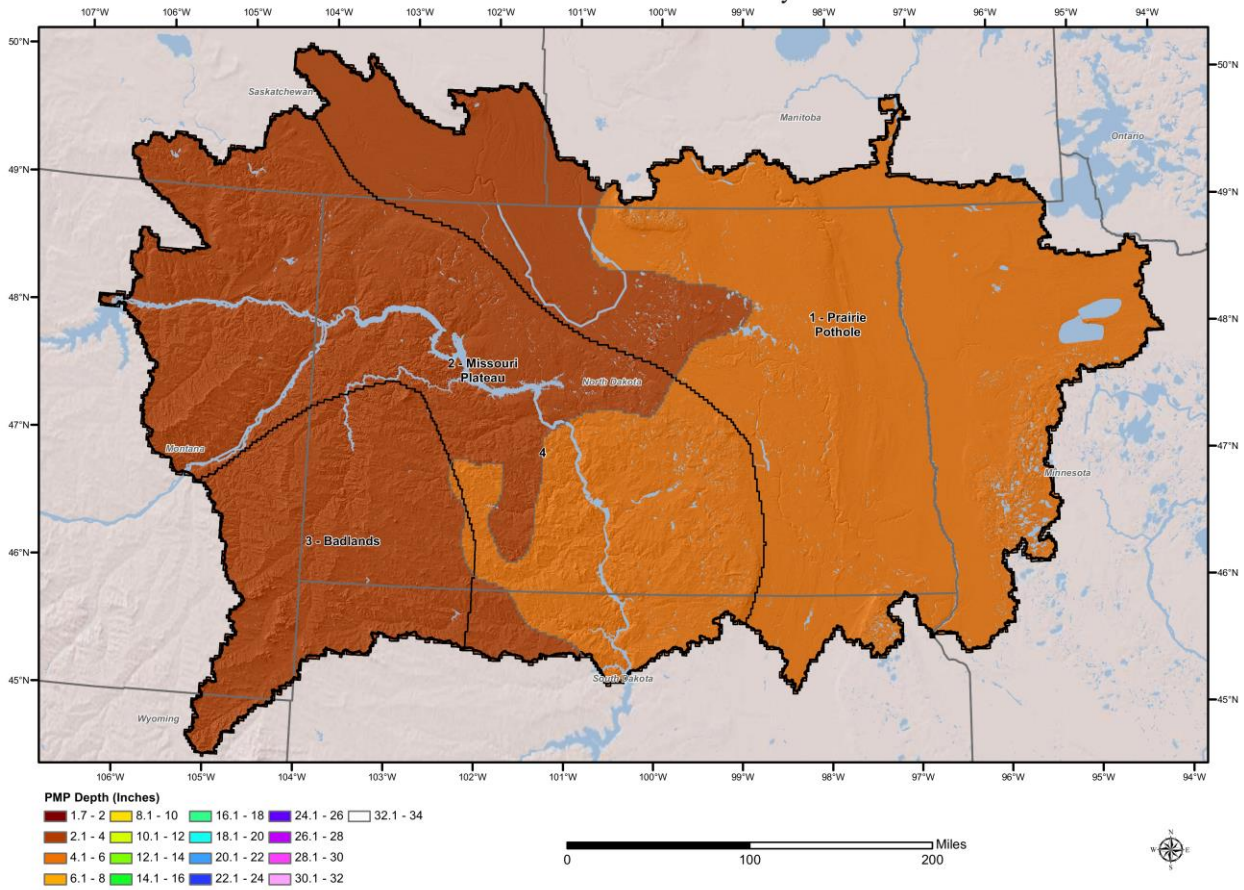 107°W 106°W 105°W 104°W 103°W 102°W 101°W 100°W 99°W 98°W 97°W 96°W 95°W 94°W
50°N 50°N
Saskatchewan
Manitoba
Ontario
49°N 49°N
48°N 48°N
1 - Prairie
Pothole
2 - Missouri
Plateau
North Dakota
47°N 47°N
Montana
4
Minnesota
3 - Badlands
46°N 46°N
45°N 45°N
South Dakota
Wyoming
106°W 105°W 104°W 103°W 102°W 101°W 100°W 99°W 98°W 97°W 96°W 95°W 94°W
PMP Depth (Inches)
1.7 - 2 8.1 - 10 16.1 - 18 24.1 - 26 32.1 - 34
2.1 - 4 10.1 - 12 18.1 - 20 26.1 - 28
4.1 - 6 12.1 - 14 20.1 - 22 28.1 - 30
6.1 - 8 14.1 - 16 22.1 - 24 30.1 - 32
0 100 200 Miles
N
W E
S